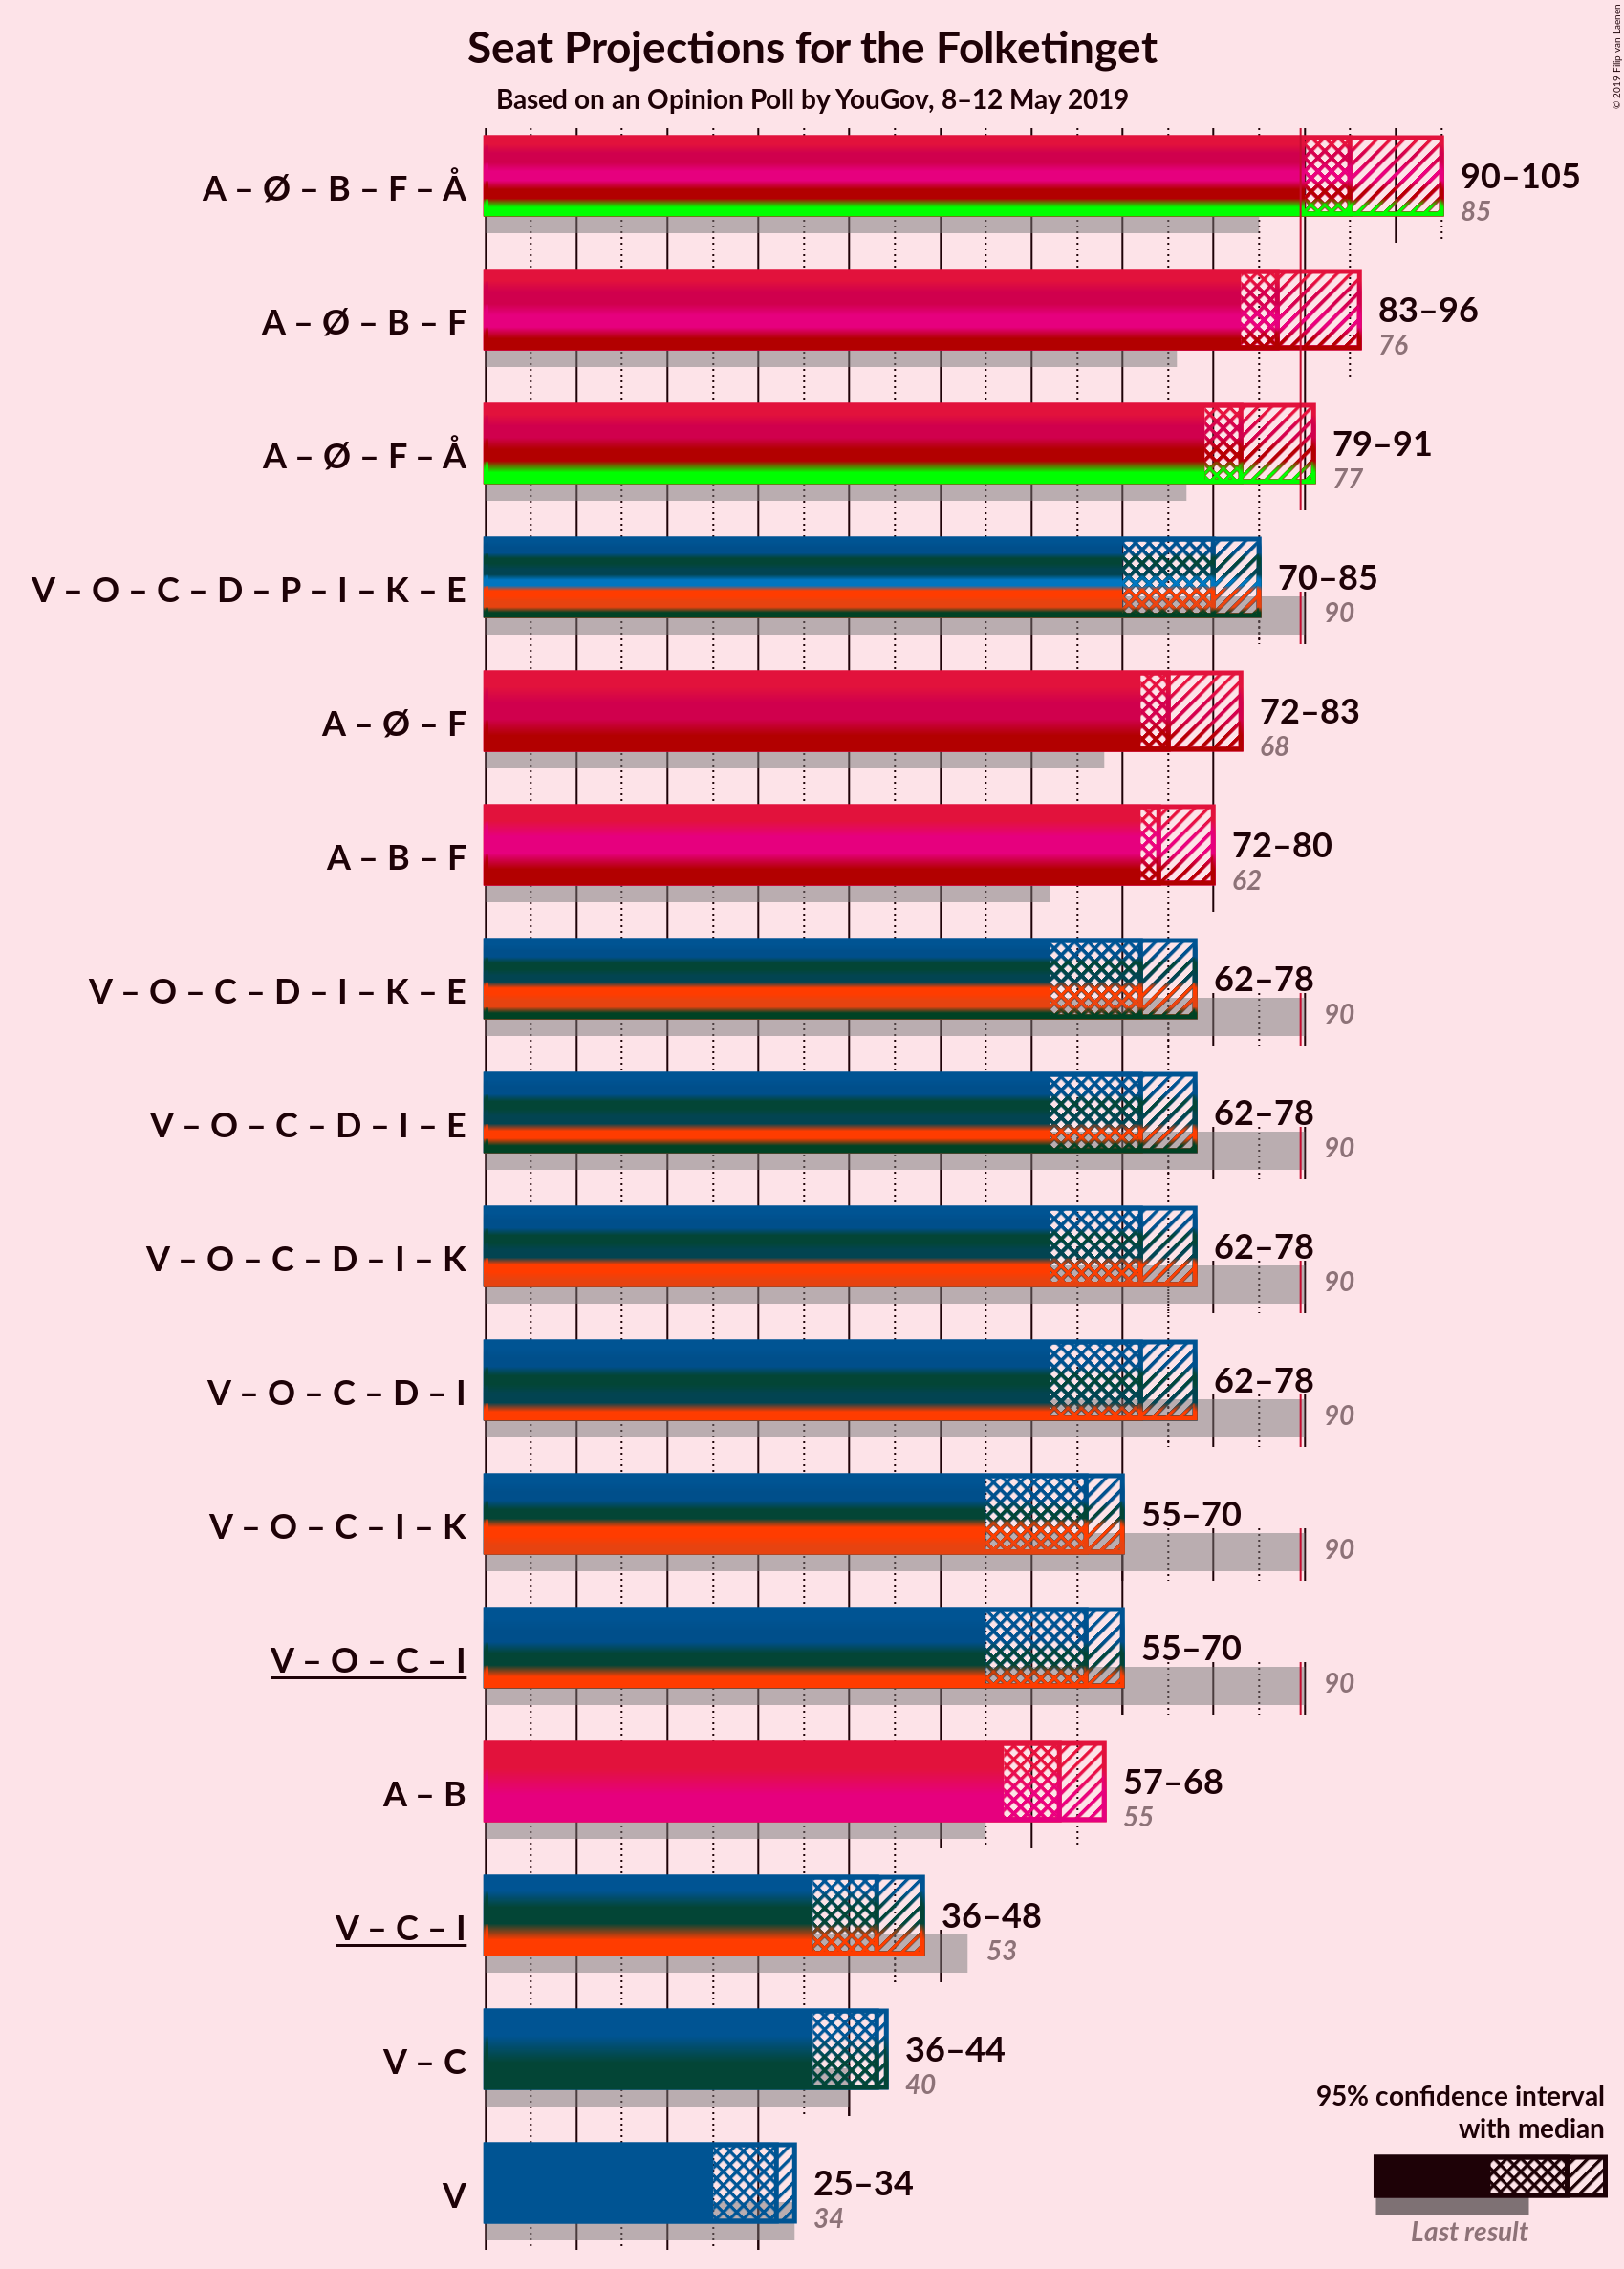 © 2019 Filip van Laenen
Seat Projections for the Folketinget
Based on an Opinion Poll by YouGov, 8–12 May 2019
A – Ø – B – F – Å
90–105
85
A – Ø – B – F
83–96
76
A – Ø – F – Å
79–91
77
V – O – C – D – P – I – K – E
70–85
90
A – Ø – F
72–83
68
A – B – F
72–80
62
V – O – C – D – I – K – E
62–78
90
V – O – C – D – I – E
62–78
90
V – O – C – D – I – K
62–78
90
V – O – C – D – I
62–78
90
V – O – C – I – K
55–70
90
V – O – C – I
55–70
90
A – B
57–68
55
V – C – I
36–48
53
V – C
36–44
40
V
25–34
34
95% confidence interval
with median
Last result